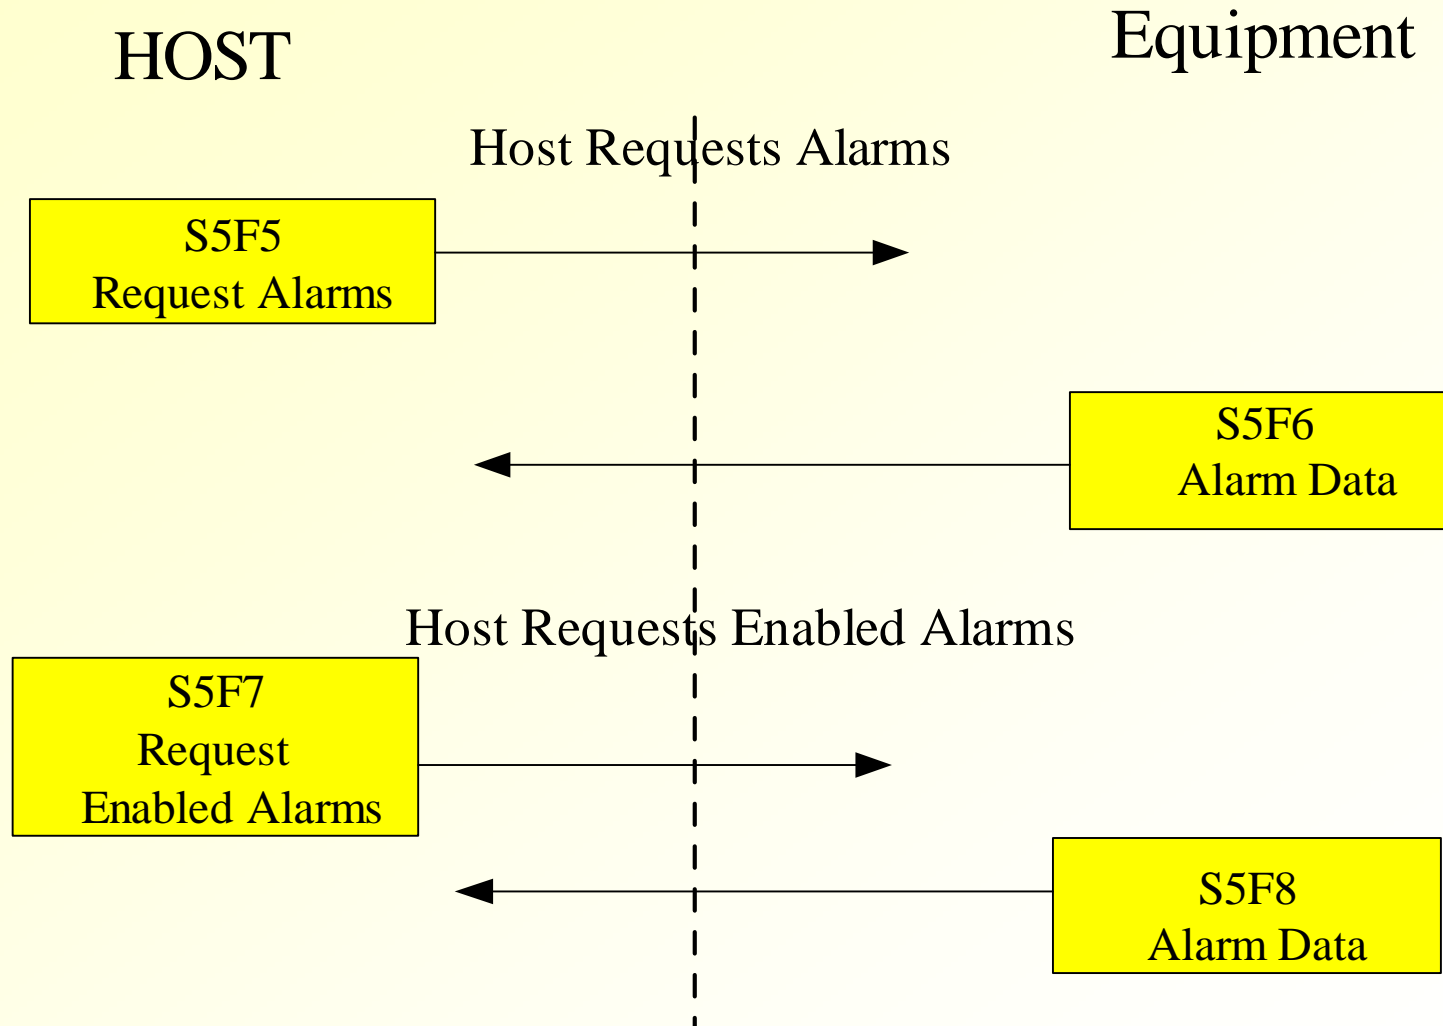 HOST
Equipment
Host Requests Alarms
S5F5
Request Alarms
S5F6
Alarm Data
Host Requests Enabled Alarms
S5F7
Request
Enabled Alarms
S5F8
Alarm Data